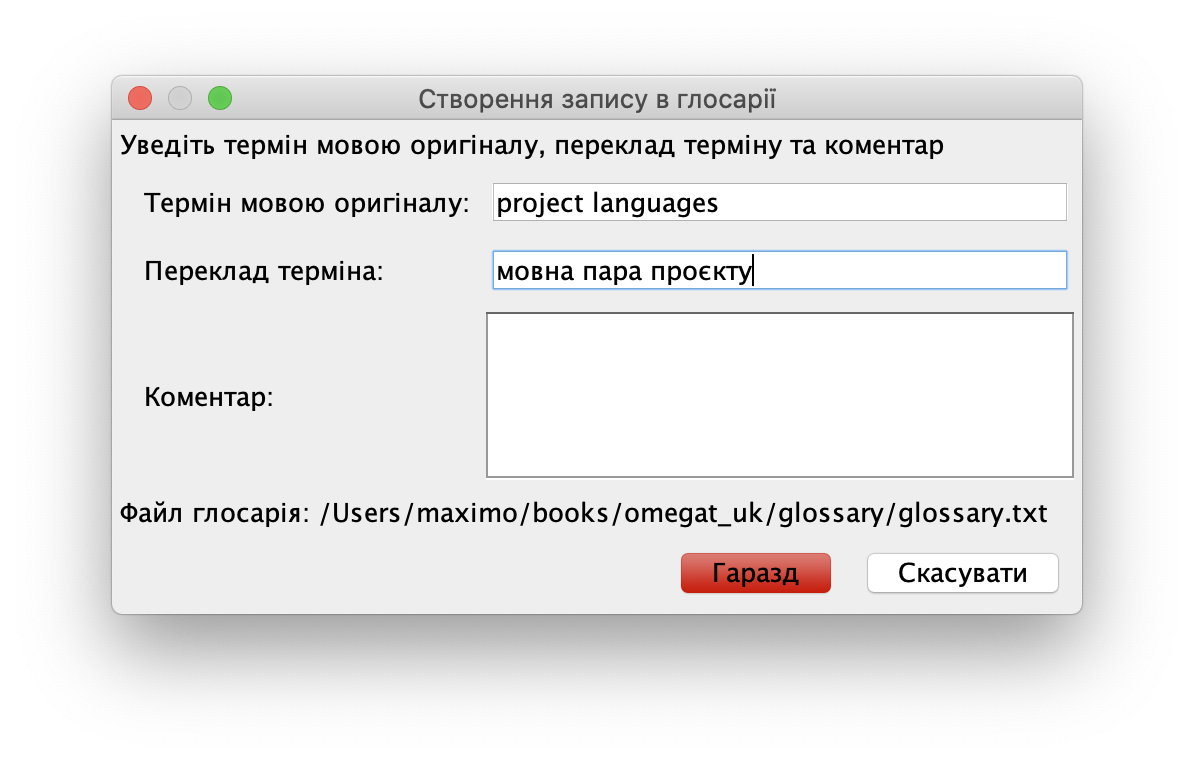 Створення запису в глосарії
Уведіть термін мовою оригіналу, переклад терміну та коментар
Термін мовою оригіналу: project languages
Переклад терміна: мовна пара проєкту
Коментар:
Файл глосарія: /Users/maximo/books/omegat_uk/glossary/glossary.txt
Гаразд Скасувати